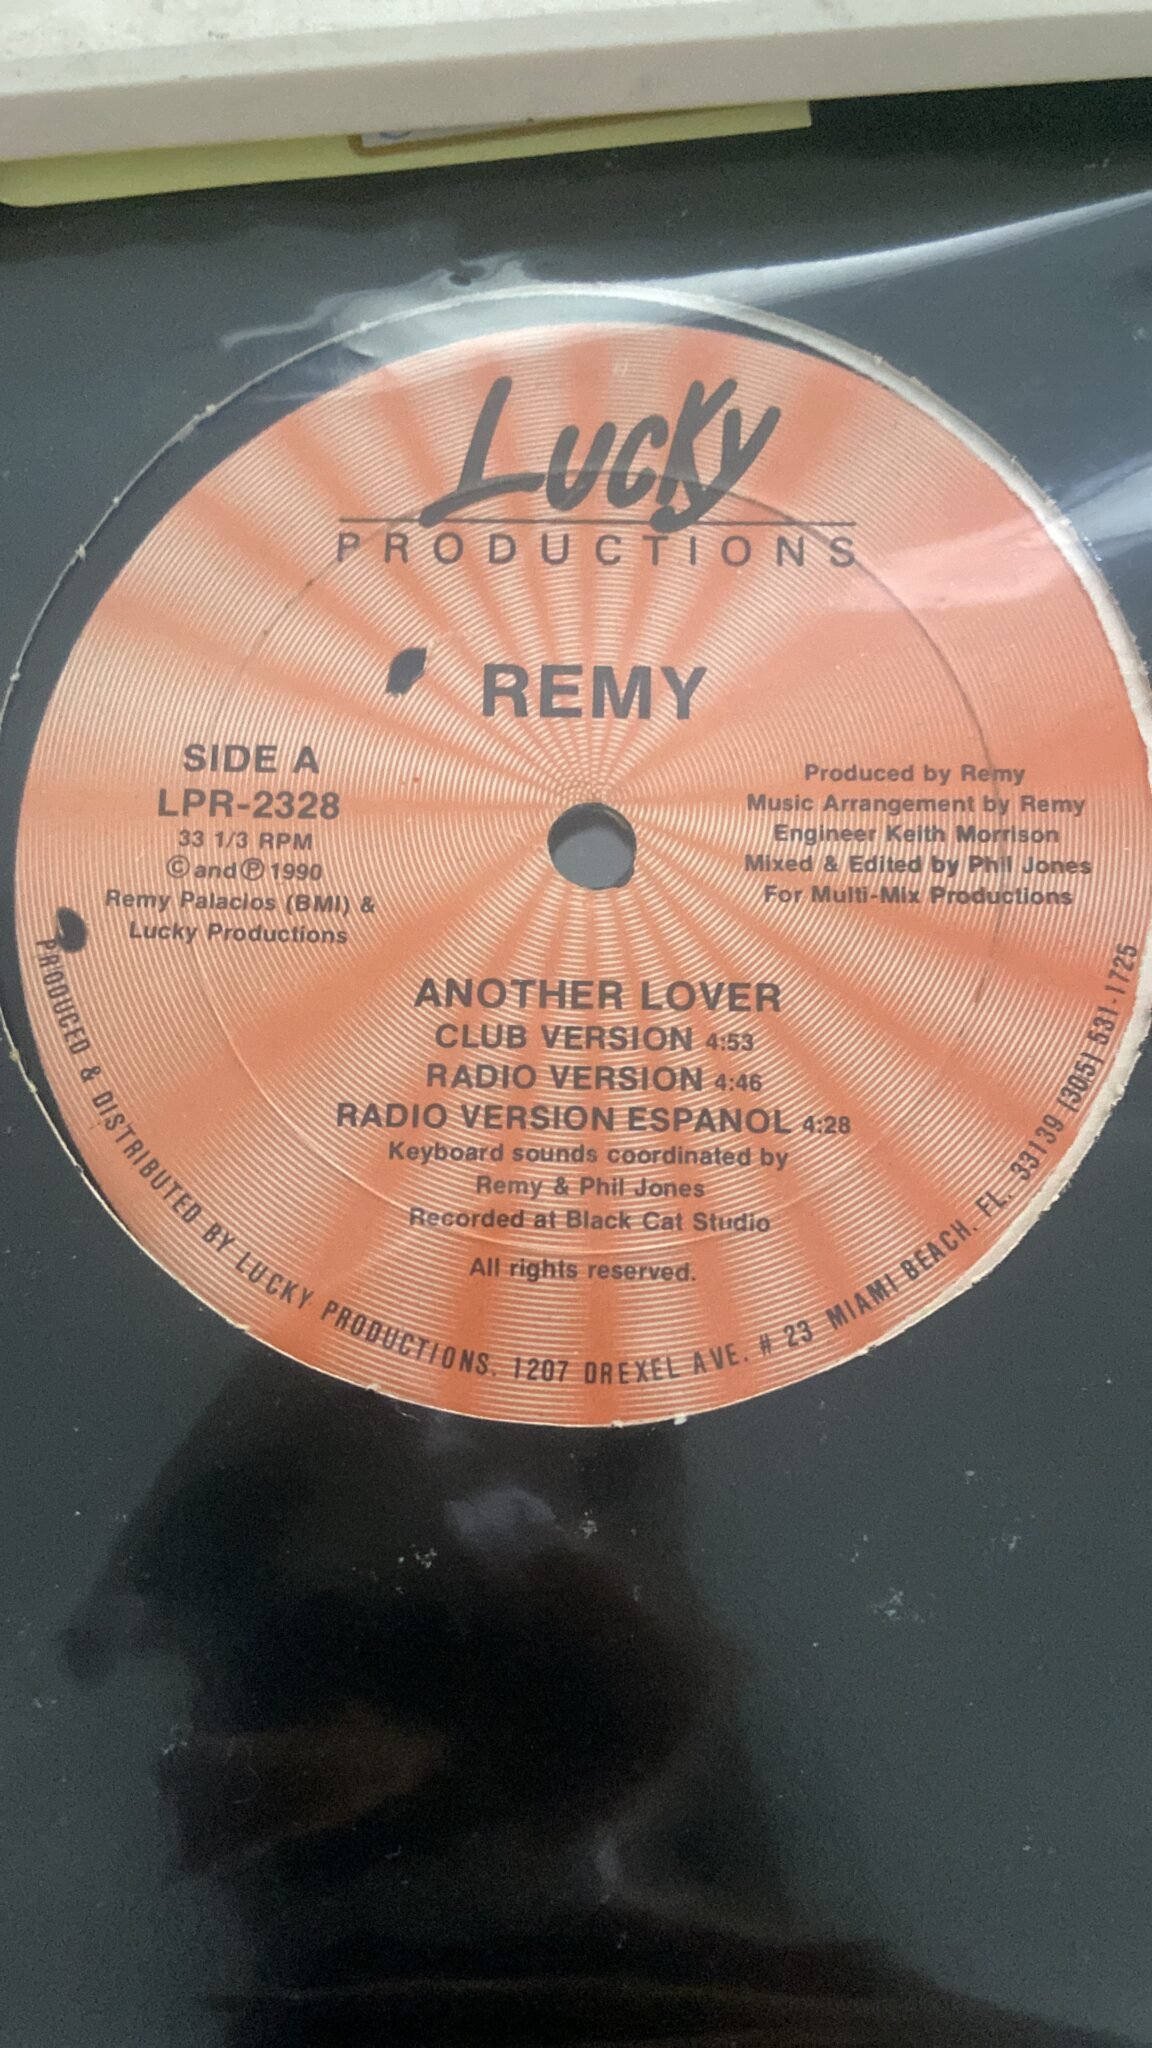 Lucky
PRODUCTIONS
REMY
SIDE A
LPR-2328
33 1/3 RPM
© and ℗ 1990
Remy Palacios (BMI) &
Lucky Productions
Produced by Remy
Music Arrangement by Remy
Engineer Keith Morrison
Mixed & Edited by Phil Jones
For Multi-Mix Productions
ANOTHER LOVER
CLUB VERSION 4:53
RADIO VERSION 4:46
RADIO VERSION ESPANOL 4:28
Keyboard sounds coordinated by
Remy & Phil Jones
Recorded at Black Cat Studio
All rights reserved.
PRODUCED & DISTRIBUTED BY LUCKY PRODUCTIONS. 1207 DREXEL AVE. # 23 MIAMI BEACH. FL. 33139 (305) 531-1725